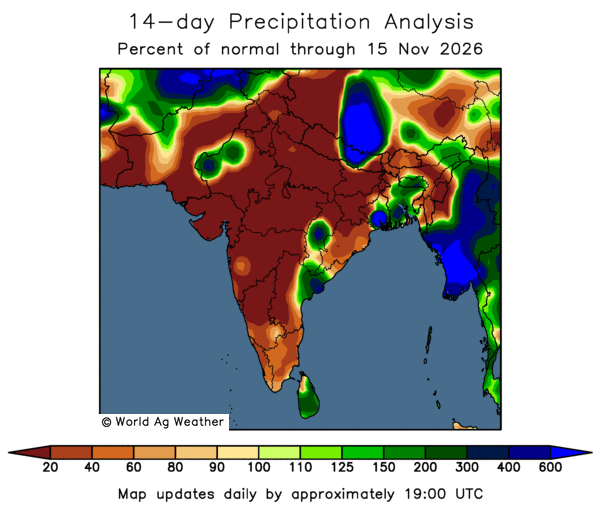 14-day Precipitation Analysis
Percent of normal through 15 Nov 2026
© World Ag Weather
20 40 60 80 90 100 110 125 150 200 300 400 600
Map updates daily by approximately 19:00 UTC